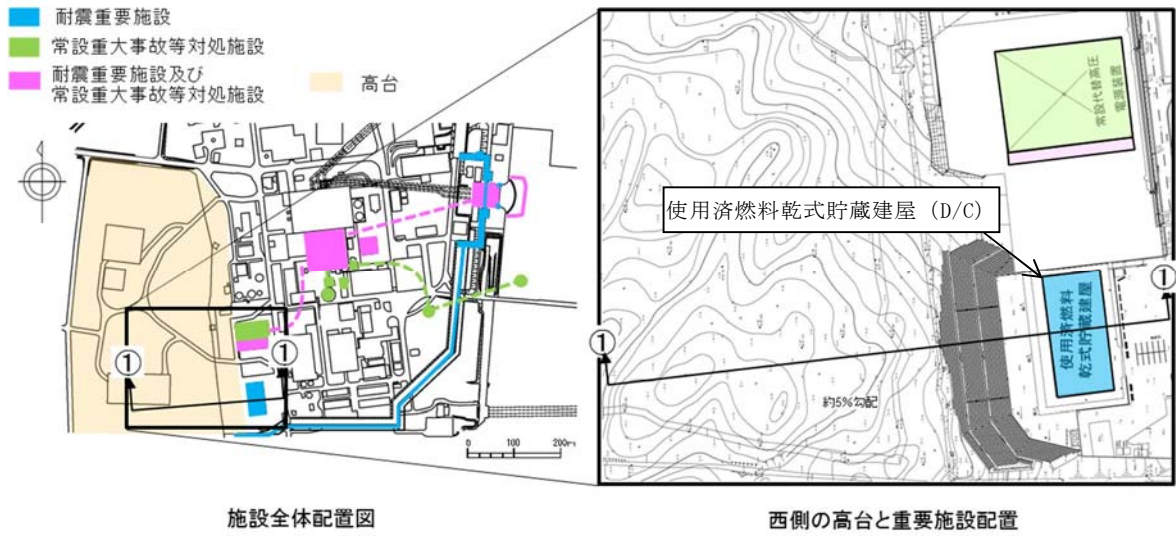 耐震重要施設
常設重大事故等対処施設
耐震重要施設及び
常設重大事故等対処施設
高台
①
①
0 100 200m
施設全体配置図
常設代替高圧
電源装置
使用済燃料乾式貯蔵建屋 (D/C)
①
①
使用済燃料
乾式貯蔵建屋
約5%勾配
西側の高台と重要施設配置